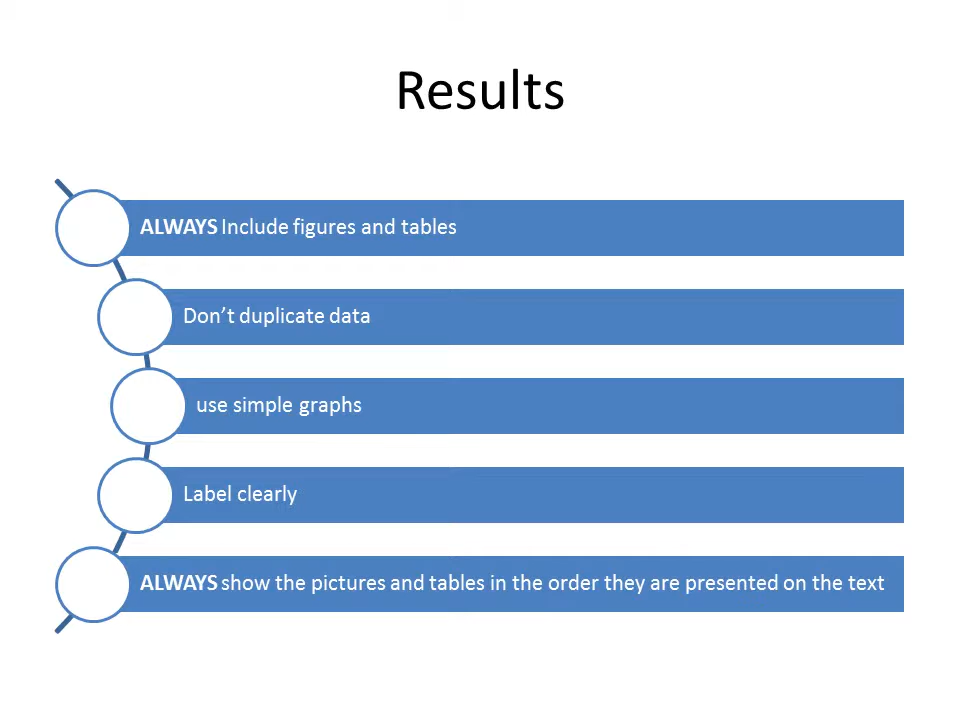 Results
ALWAYS Include figures and tables
Don’t duplicate data
use simple graphs
Label clearly
ALWAYS show the pictures and tables in the order they are presented on the text